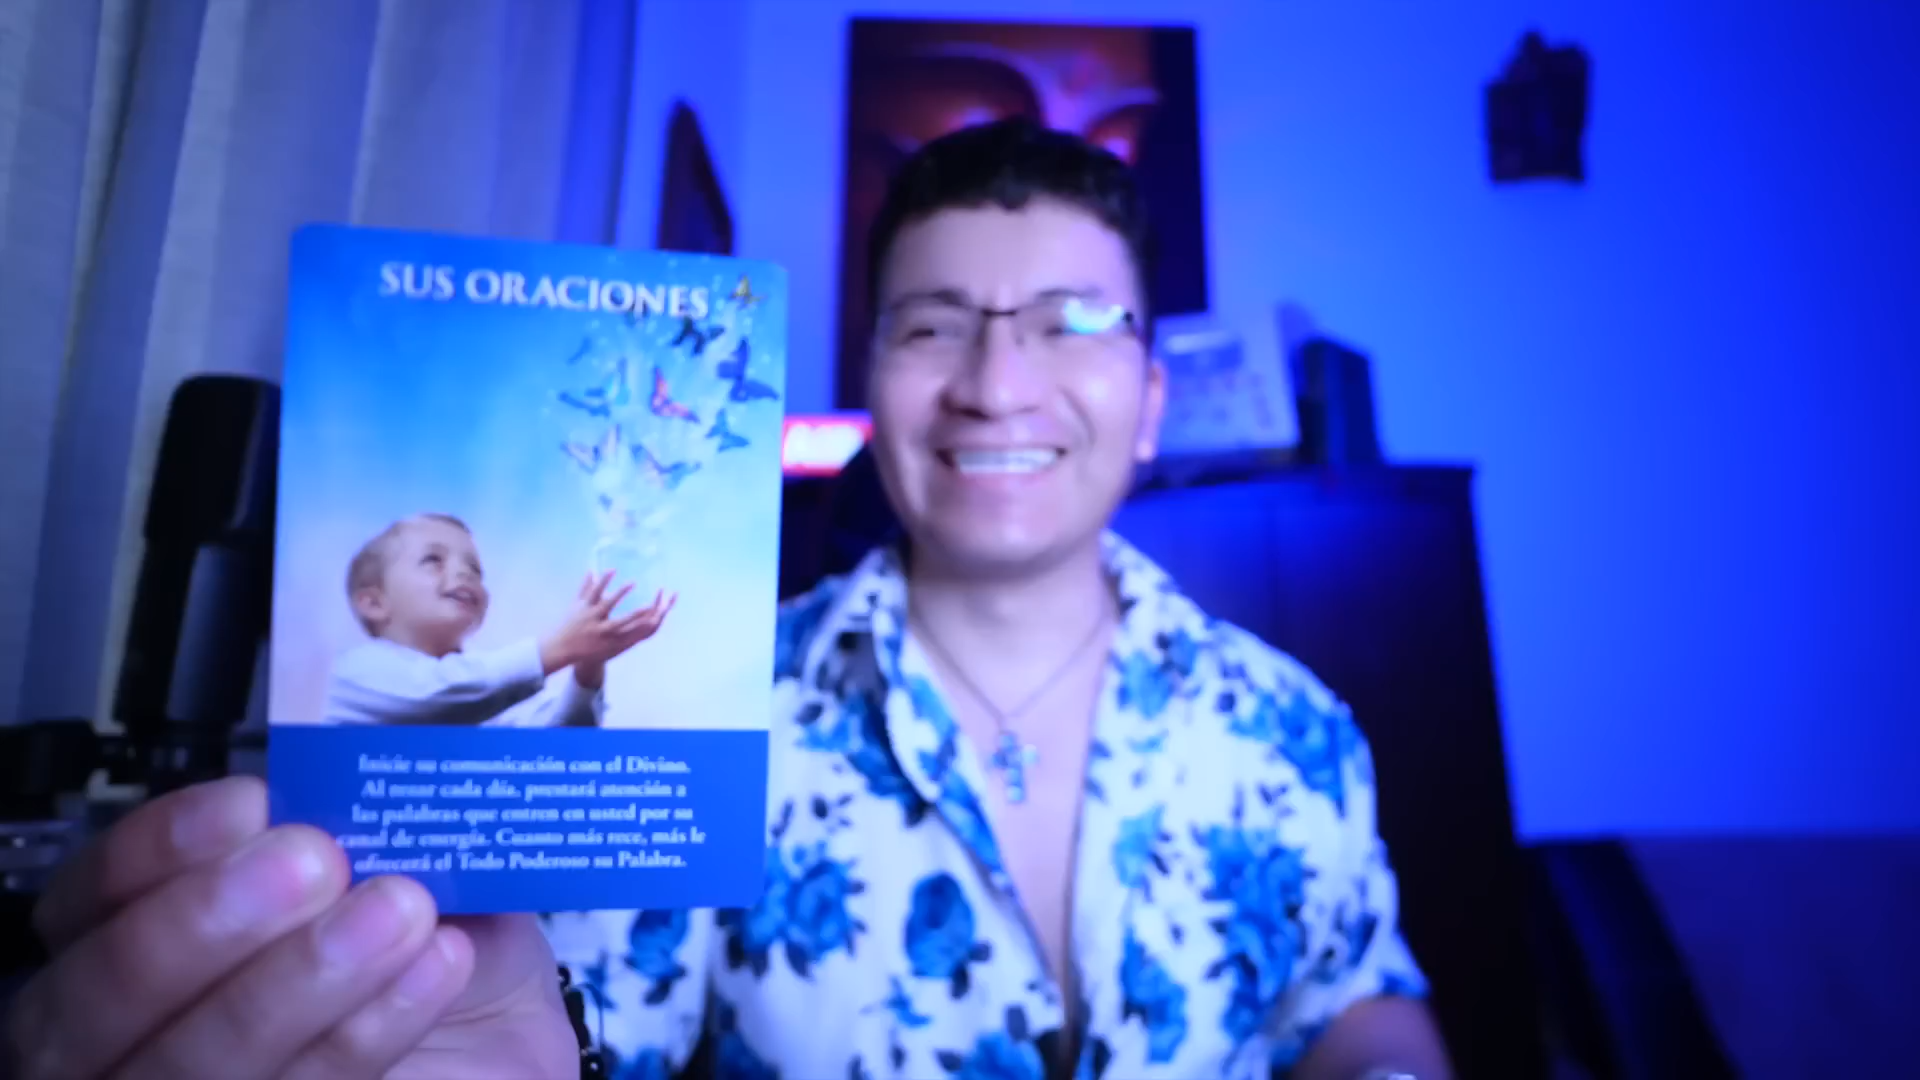 SUS ORACIONES
Inicie su comunicación con el Divino.
Al rezar cada día, prestará atención a
las palabras que entren en usted por su
canal de energía. Cuanto más rece, más le
ofrecerá el Todo Poderoso su Palabra.